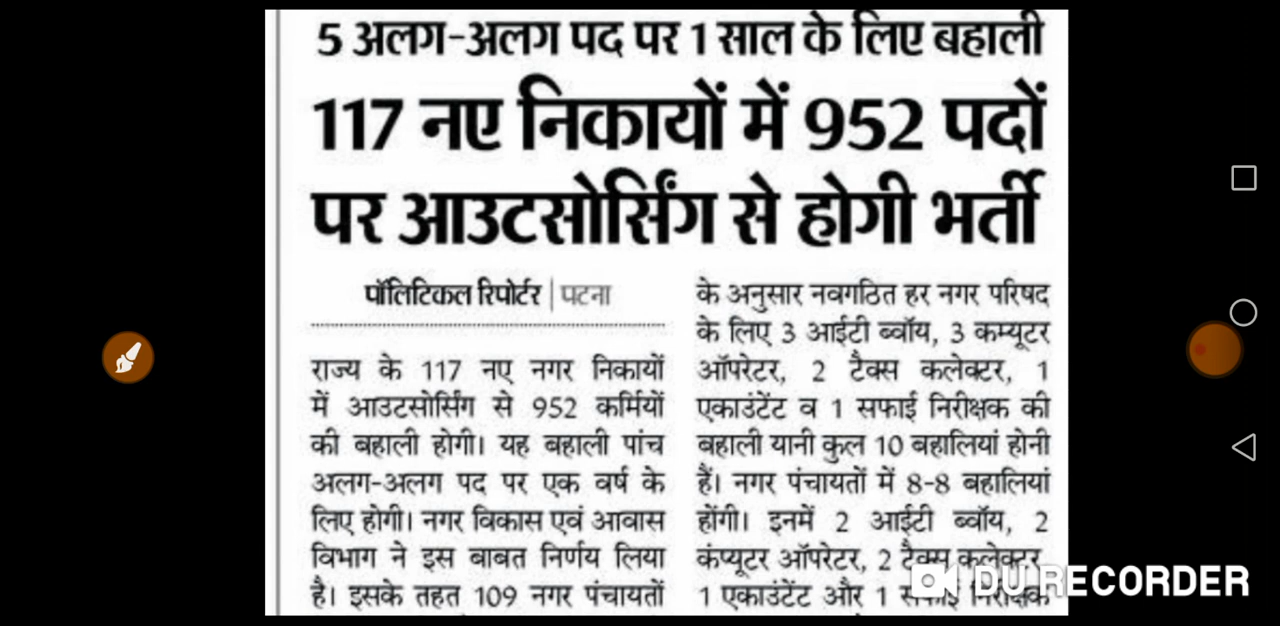 5 अलग-अलग पद पर 1 साल के लिए बहाली
117 नए निकायों में 952 पदों
पर आउटसोर्सिंग से होगी भर्ती
पॉलिटिकल रिपोर्टर | पटना
राज्य के 117 नए नगर निकायों
में आउटसोर्सिंग से 952 कर्मियों
की बहाली होगी। यह बहाली पांच
अलग-अलग पद पर एक वर्ष के
लिए होगी। नगर विकास एवं आवास
विभाग ने इस बाबत निर्णय लिया
है। इसके तहत 109 नगर पंचायतों
के अनुसार नवगठित हर नगर परिषद
के लिए 3 आईटी ब्वॉय, 3 कम्यूटर
ऑपरेटर, 2 टैक्स कलेक्टर, 1
एकाउंटेंट व 1 सफाई निरीक्षक की
बहाली यानी कुल 10 बहालियां होनी
हैं। नगर पंचायतों में 8-8 बहालियां
होंगी। इनमें 2 आईटी ब्वॉय, 2
कंप्यूटर ऑपरेटर, 2 टैक्स कलेक्टर,
1 एकाउंटेंट और 1 सफाई निरीक्षक
DU RECORDER